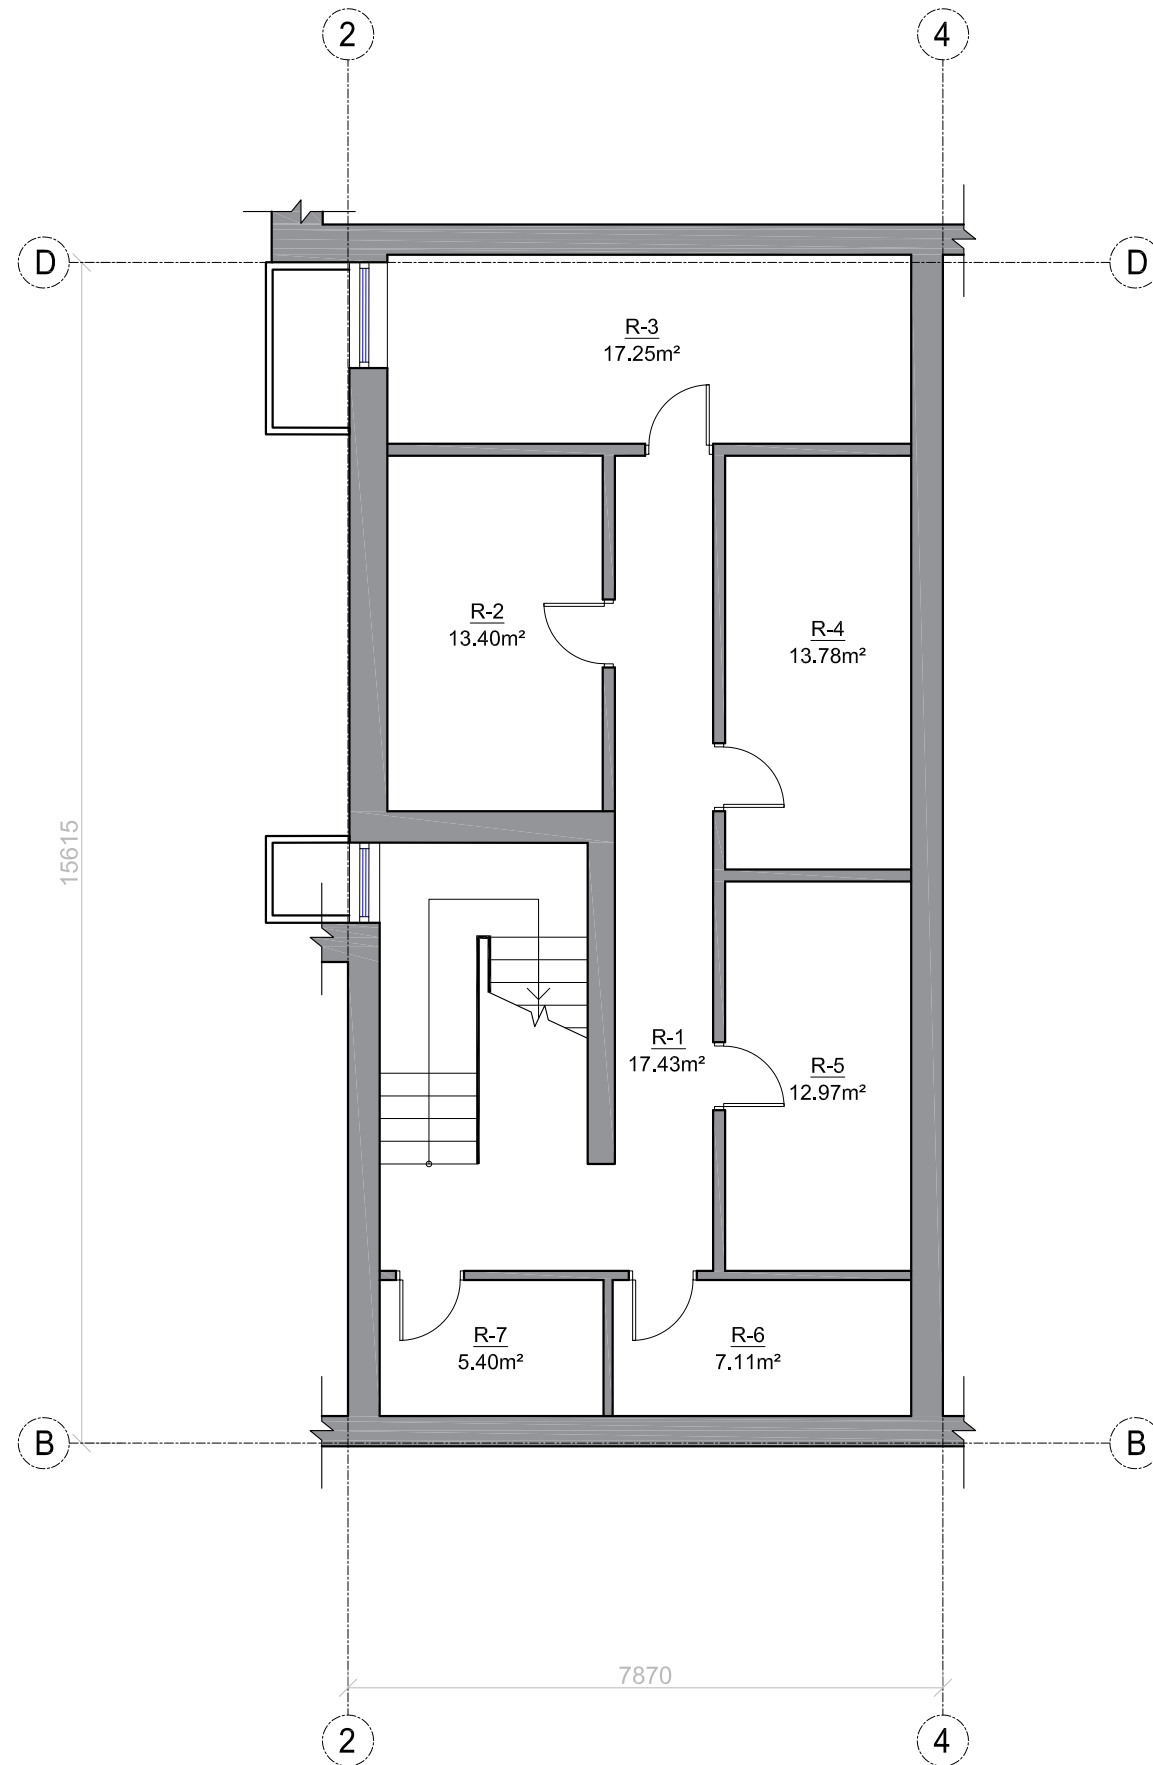 2
4
D
D
R-3
17.25m²
R-2
13.40m²
R-4
13.78m²
15615
R-1
17.43m²
R-5
12.97m²
R-7
5.40m²
R-6
7.11m²
B
B
7870
2
4